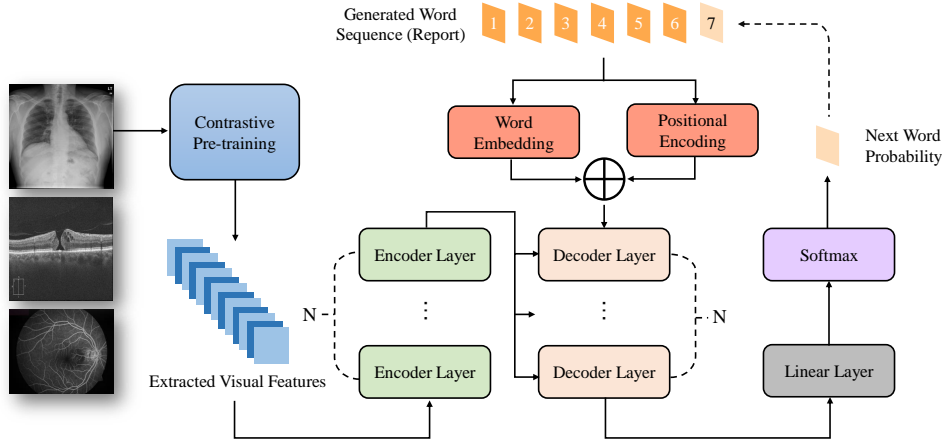 Generated Word
Sequence (Report)
1 2 3 4 5 6 7
Contrastive
Pre-training
Word
Embedding
Positional
Encoding
Next Word
Probability
Encoder Layer
Decoder Layer
Softmax
N
⋮
⋮
N
Encoder Layer
Decoder Layer
Linear Layer
Extracted Visual Features